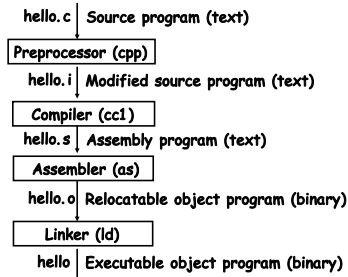 hello.c Source program (text)
Preprocessor (cpp)
hello.i Modified source program (text)
Compiler (cc1)
hello.s Assembly program (text)
Assembler (as)
hello.o Relocatable object program (binary)
Linker (ld)
hello Executable object program (binary)